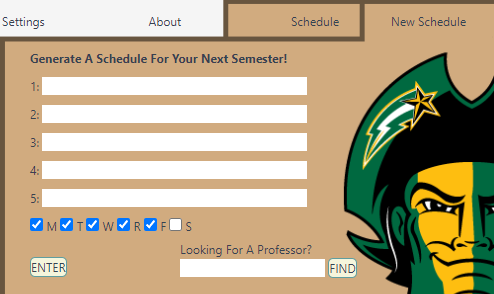 Settings About Schedule New Schedule
Generate A Schedule For Your Next Semester!
1:
2:
3:
4:
5:
M T W R F S
Looking For A Professor?
ENTER FIND